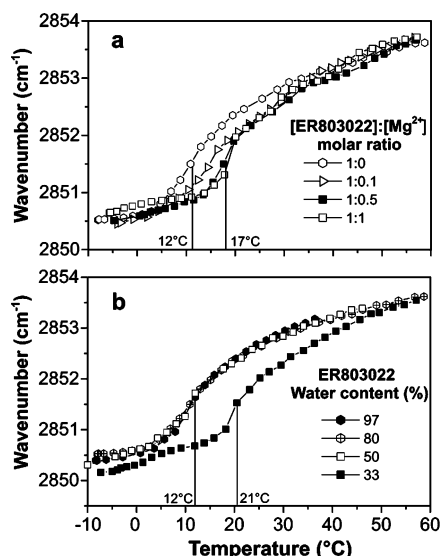 a
Wavenumber (cm⁻¹)
2854
2853
2852
2851
2850
[ER803022]:[Mg²⁺]
molar ratio
1:0
1:0.1
1:0.5
1:1
12°C
17°C
b
Wavenumber (cm⁻¹)
2854
2853
2852
2851
2850
ER803022
Water content (%)
97
80
50
33
12°C
21°C
-10 0 10 20 30 40 50 60
Temperature (°C)